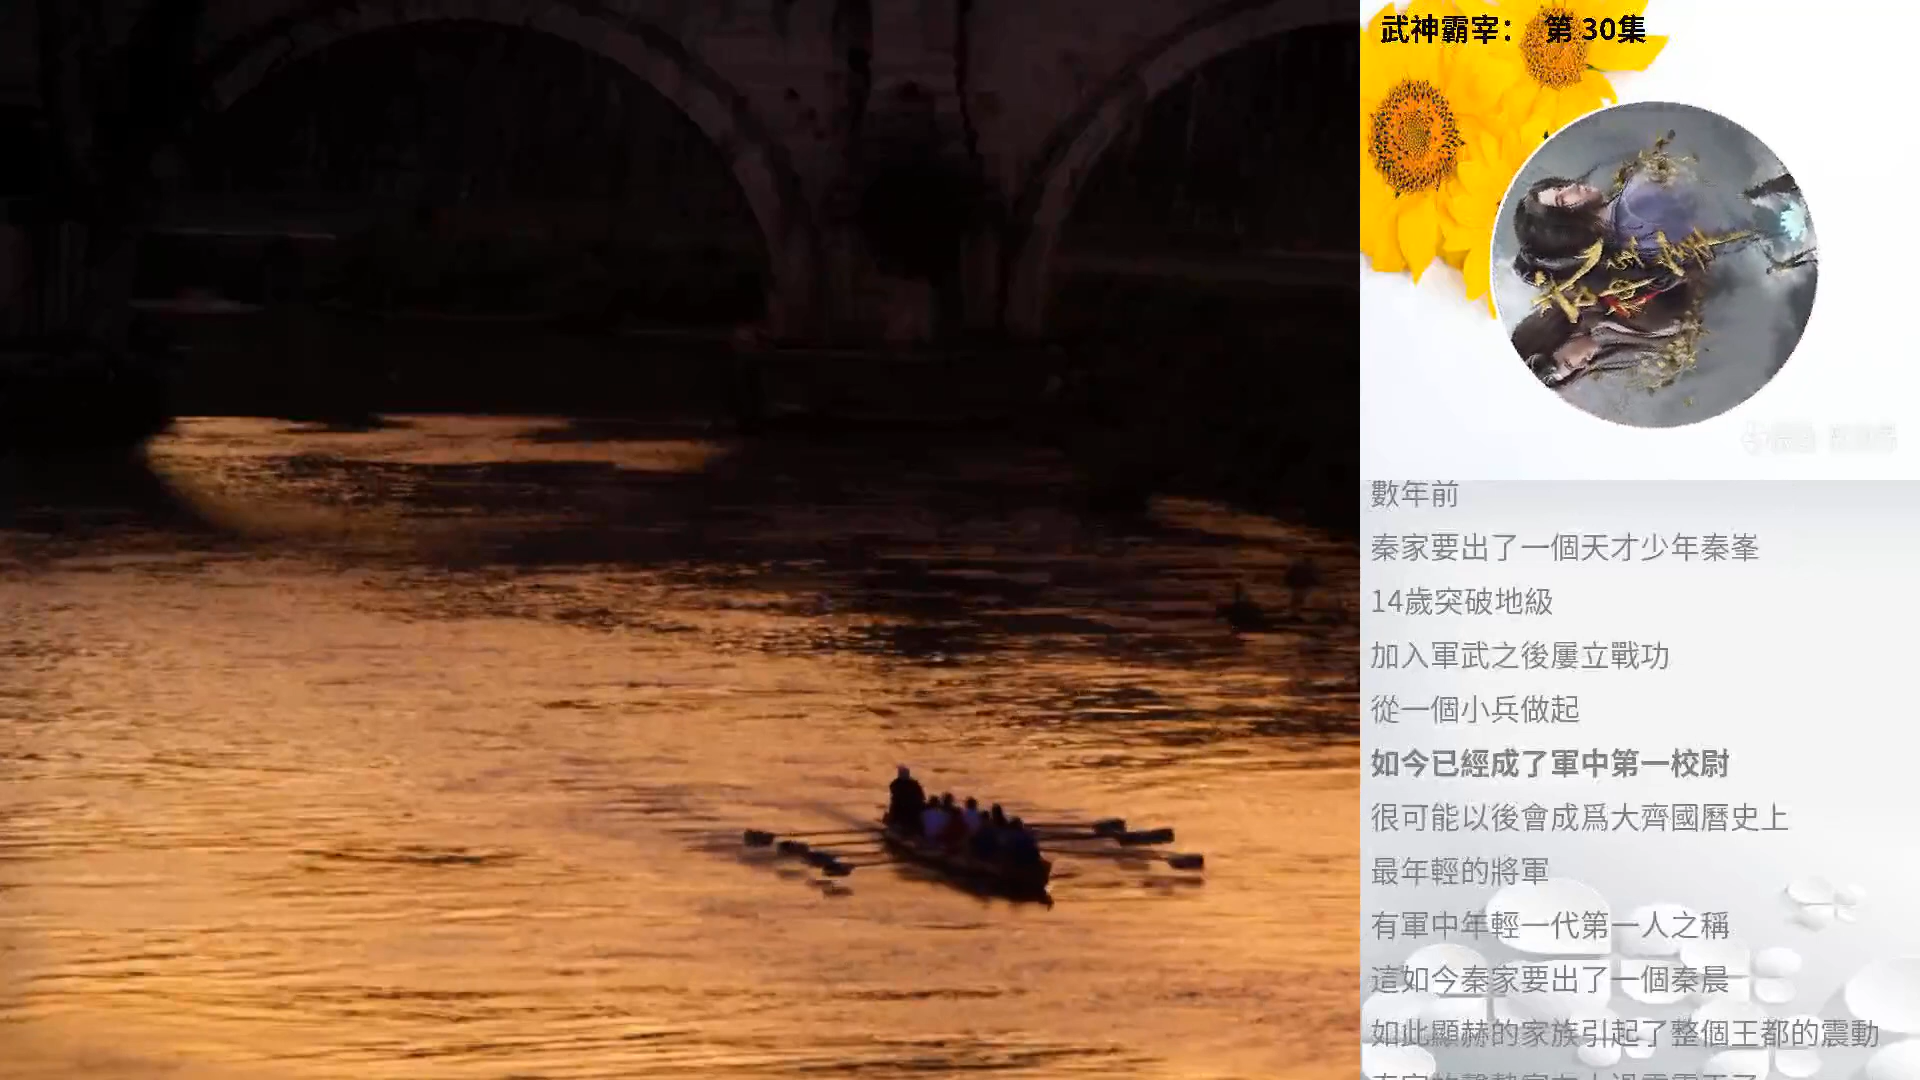 武神霸宰： 第 30集
數年前
秦家要出了一個天才少年秦峯
14歲突破地級
加入軍武之後屢立戰功
從一個小兵做起
如今已經成了軍中第一校尉
很可能以後會成爲大齊國曆史上
最年輕的將軍
有軍中年輕一代第一人之稱
這如今秦家要出了一個秦晨
如此顯赫的家族引起了整個王都的震動